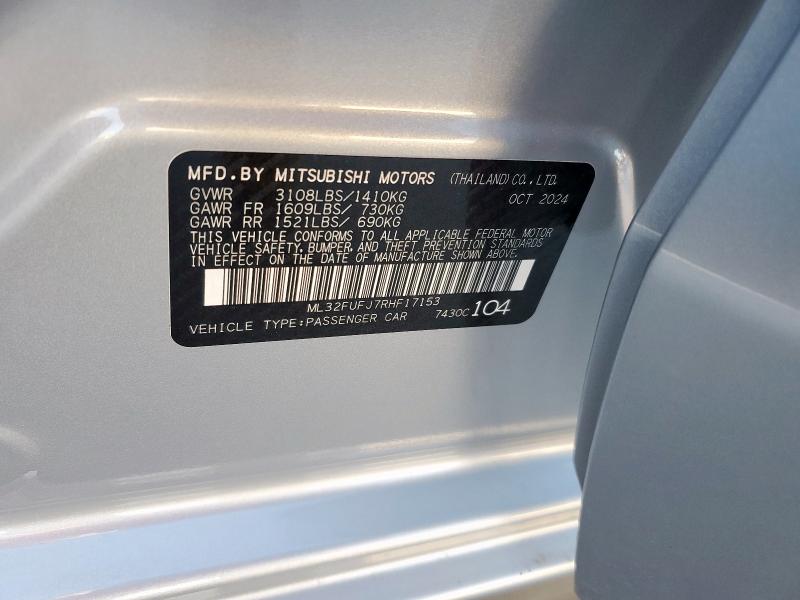 MFD.BY MITSUBISHI MOTORS (THAILAND)CO.,LTD.
GVWR 3108LBS/1410KG OCT 2024
GAWR FR 1609LBS/ 730KG
GAWR RR 1521LBS/ 690KG
THIS VEHICLE CONFORMS TO ALL APPLICABLE FEDERAL MOTOR
VEHICLE SAFETY,BUMPER,AND THEFT PREVENTION STANDARDS
IN EFFECT ON THE DATE OF MANUFACTURE SHOWN ABOVE.
ML32FUFJ7RHF17153
VEHICLE TYPE:PASSENGER CAR 7430C 104